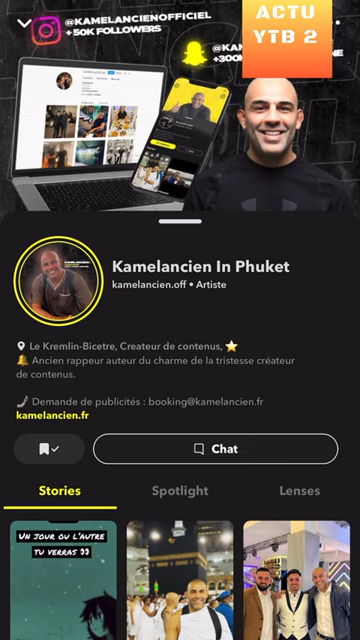 @KAMELANCIENOFFICIEL
+50K FOLLOWERS
ACTU
YTB 2
Kamelancien In Phuket
kamelancien.off • Artiste
Le Kremlin-Bicetre, Createur de contenus, ⭐
🔔 Ancien rappeur auteur du charme de la tristesse créateur
de contenus.
🤳🏽 Demande de publicités : booking@kamelancien.fr
kamelancien.fr
Chat
Stories
Spotlight
Lenses
UN JOUR OU L'AUTRE
TU VERRAS